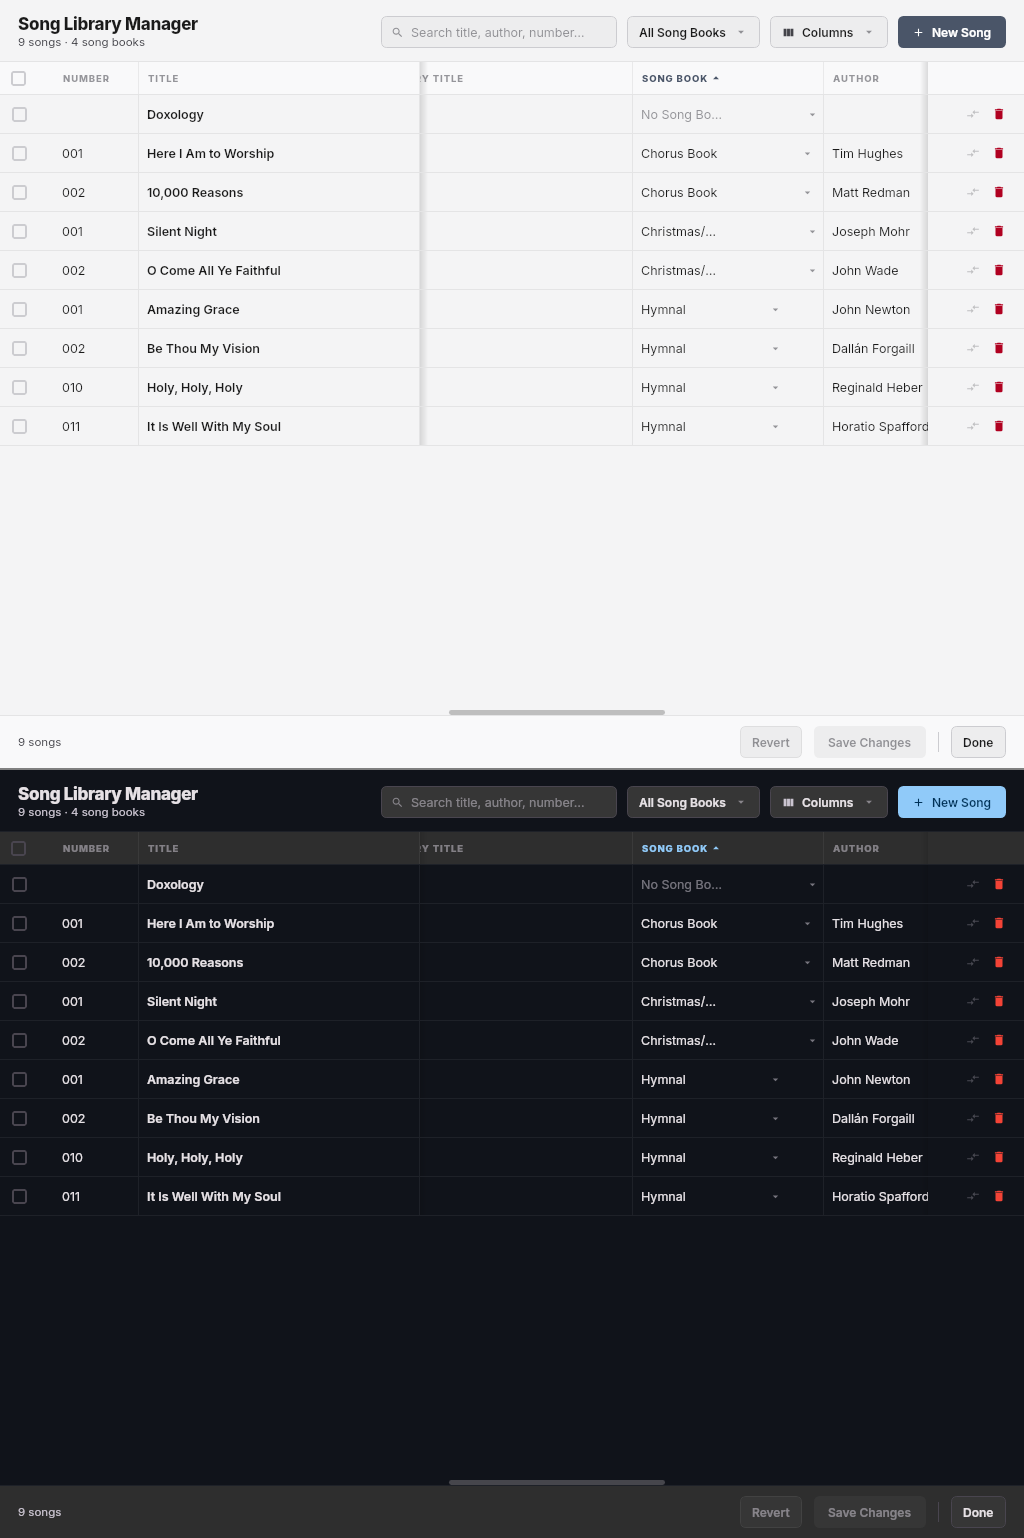 Song Library Manager
9 songs · 4 song books
Search title, author, number...
All Song Books
Columns
+ New Song
NUMBER TITLE Y TITLE SONG BOOK AUTHOR
Doxology No Song Bo...
001 Here I Am to Worship Chorus Book Tim Hughes
002 10,000 Reasons Chorus Book Matt Redman
001 Silent Night Christmas/... Joseph Mohr
002 O Come All Ye Faithful Christmas/... John Wade
001 Amazing Grace Hymnal John Newton
002 Be Thou My Vision Hymnal Dallán Forgaill
010 Holy, Holy, Holy Hymnal Reginald Heber
011 It Is Well With My Soul Hymnal Horatio Spafford
9 songs Revert Save Changes Done
Song Library Manager
9 songs · 4 song books
Search title, author, number...
All Song Books
Columns
+ New Song
NUMBER TITLE Y TITLE SONG BOOK AUTHOR
Doxology No Song Bo...
001 Here I Am to Worship Chorus Book Tim Hughes
002 10,000 Reasons Chorus Book Matt Redman
001 Silent Night Christmas/... Joseph Mohr
002 O Come All Ye Faithful Christmas/... John Wade
001 Amazing Grace Hymnal John Newton
002 Be Thou My Vision Hymnal Dallán Forgaill
010 Holy, Holy, Holy Hymnal Reginald Heber
011 It Is Well With My Soul Hymnal Horatio Spafford
9 songs Revert Save Changes Done